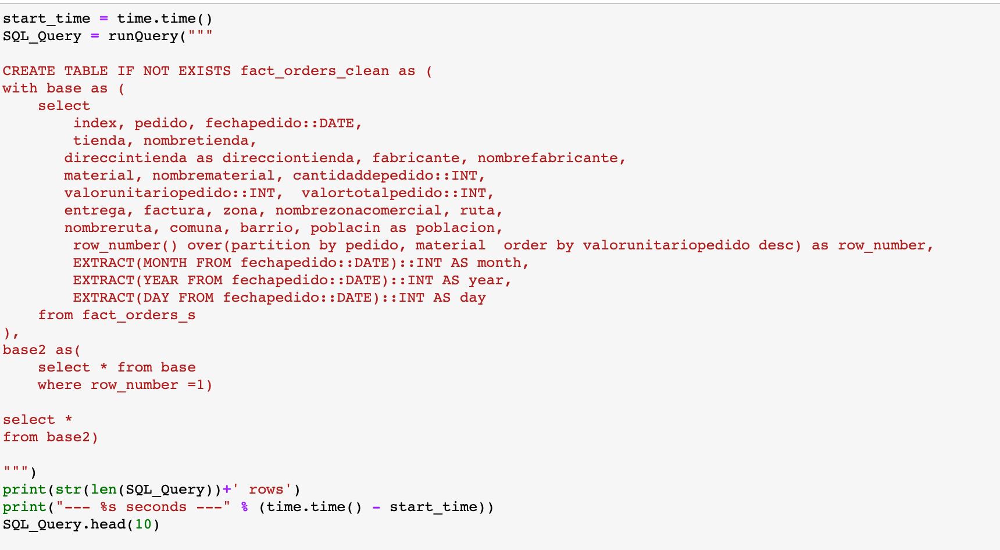 start_time = time.time()
SQL_Query = runQuery("""
CREATE TABLE IF NOT EXISTS fact_orders_clean as (
with base as (
    select
        index, pedido, fechapedido::DATE,
        tienda, nombretienda,
       direccintienda as direcciontienda, fabricante, nombrefabricante,
       material, nombrematerial, cantidaddepedido::INT,
       valorunitariopedido::INT,  valortotalpedido::INT,
       entrega, factura, zona, nombrezonacomercial, ruta,
       nombreruta, comuna, barrio, poblacin as poblacion,
        row_number() over(partition by pedido, material  order by valorunitariopedido desc) as row_number,
        EXTRACT(MONTH FROM fechapedido::DATE)::INT AS month,
        EXTRACT(YEAR FROM fechapedido::DATE)::INT AS year,
        EXTRACT(DAY FROM fechapedido::DATE)::INT AS day
    from fact_orders_s
),
base2 as(
    select * from base
    where row_number =1)
select *
from base2)
""")
print(str(len(SQL_Query))+' rows')
print("--- %s seconds ---" % (time.time() - start_time))
SQL_Query.head(10)